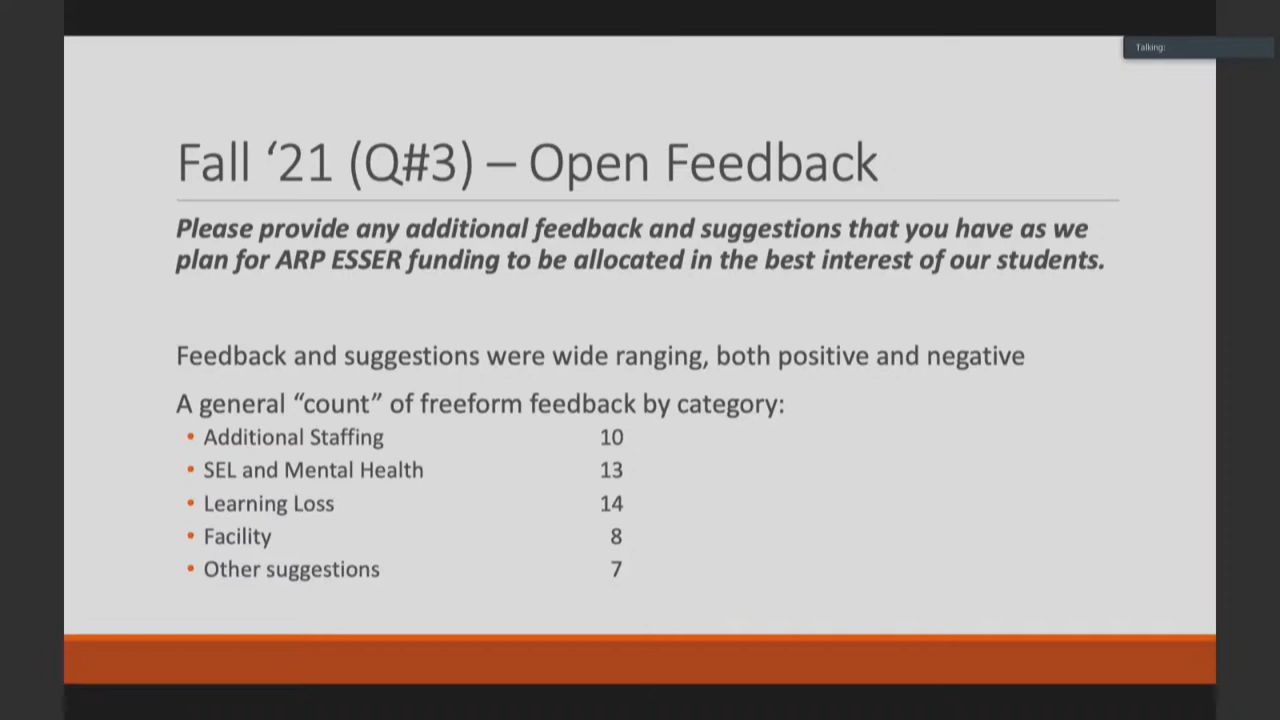 Talking:
Fall ‘21 (Q#3) – Open Feedback
Please provide any additional feedback and suggestions that you have as we
plan for ARP ESSER funding to be allocated in the best interest of our students.
Feedback and suggestions were wide ranging, both positive and negative
A general “count” of freeform feedback by category:
• Additional Staffing 10
• SEL and Mental Health 13
• Learning Loss 14
• Facility 8
• Other suggestions 7